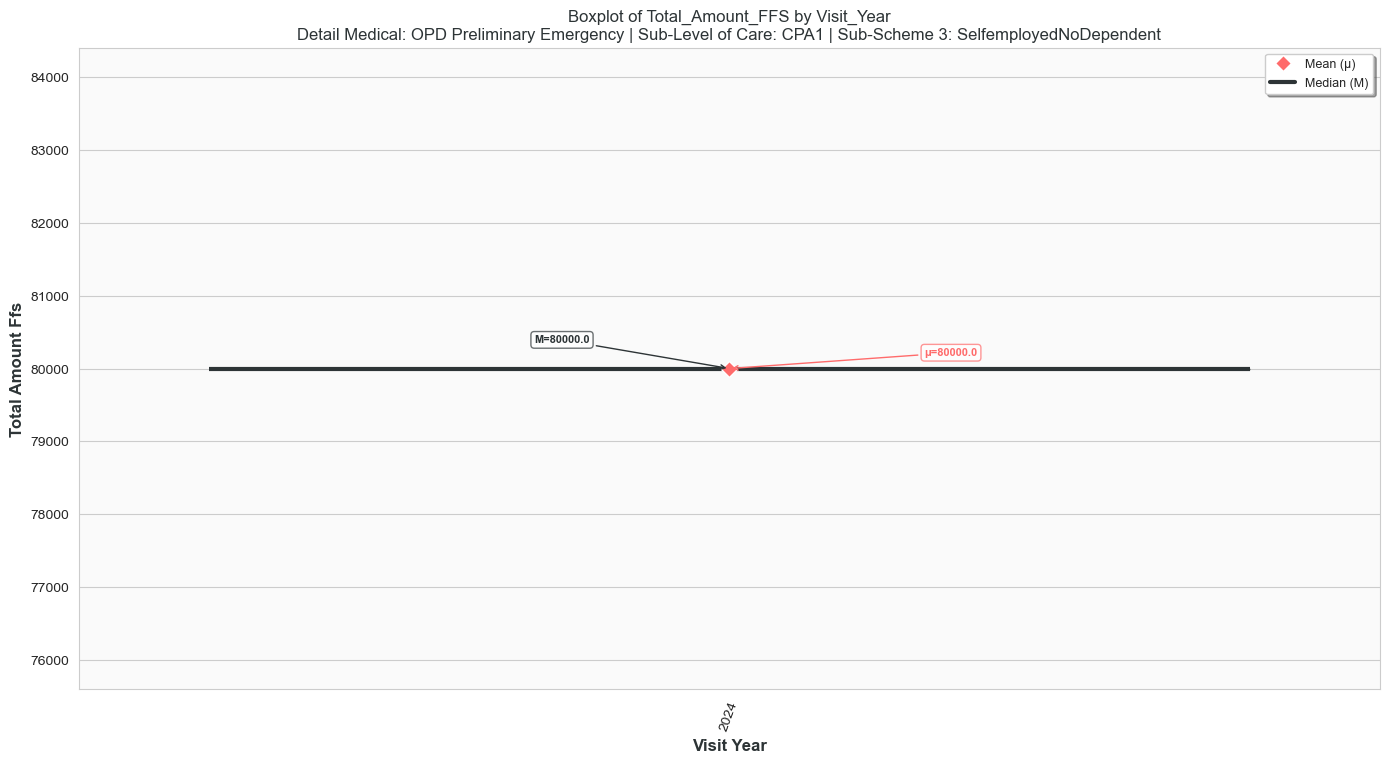 Boxplot of Total_Amount_FFS by Visit_Year
Detail Medical: OPD Preliminary Emergency | Sub-Level of Care: CPA1 | Sub-Scheme 3: SelfemployedNoDependent
Mean (μ)
Median (M)
Total Amount Ffs
84000
83000
82000
81000
80000
79000
78000
77000
76000
M=80000.0
μ=80000.0
2024
Visit Year